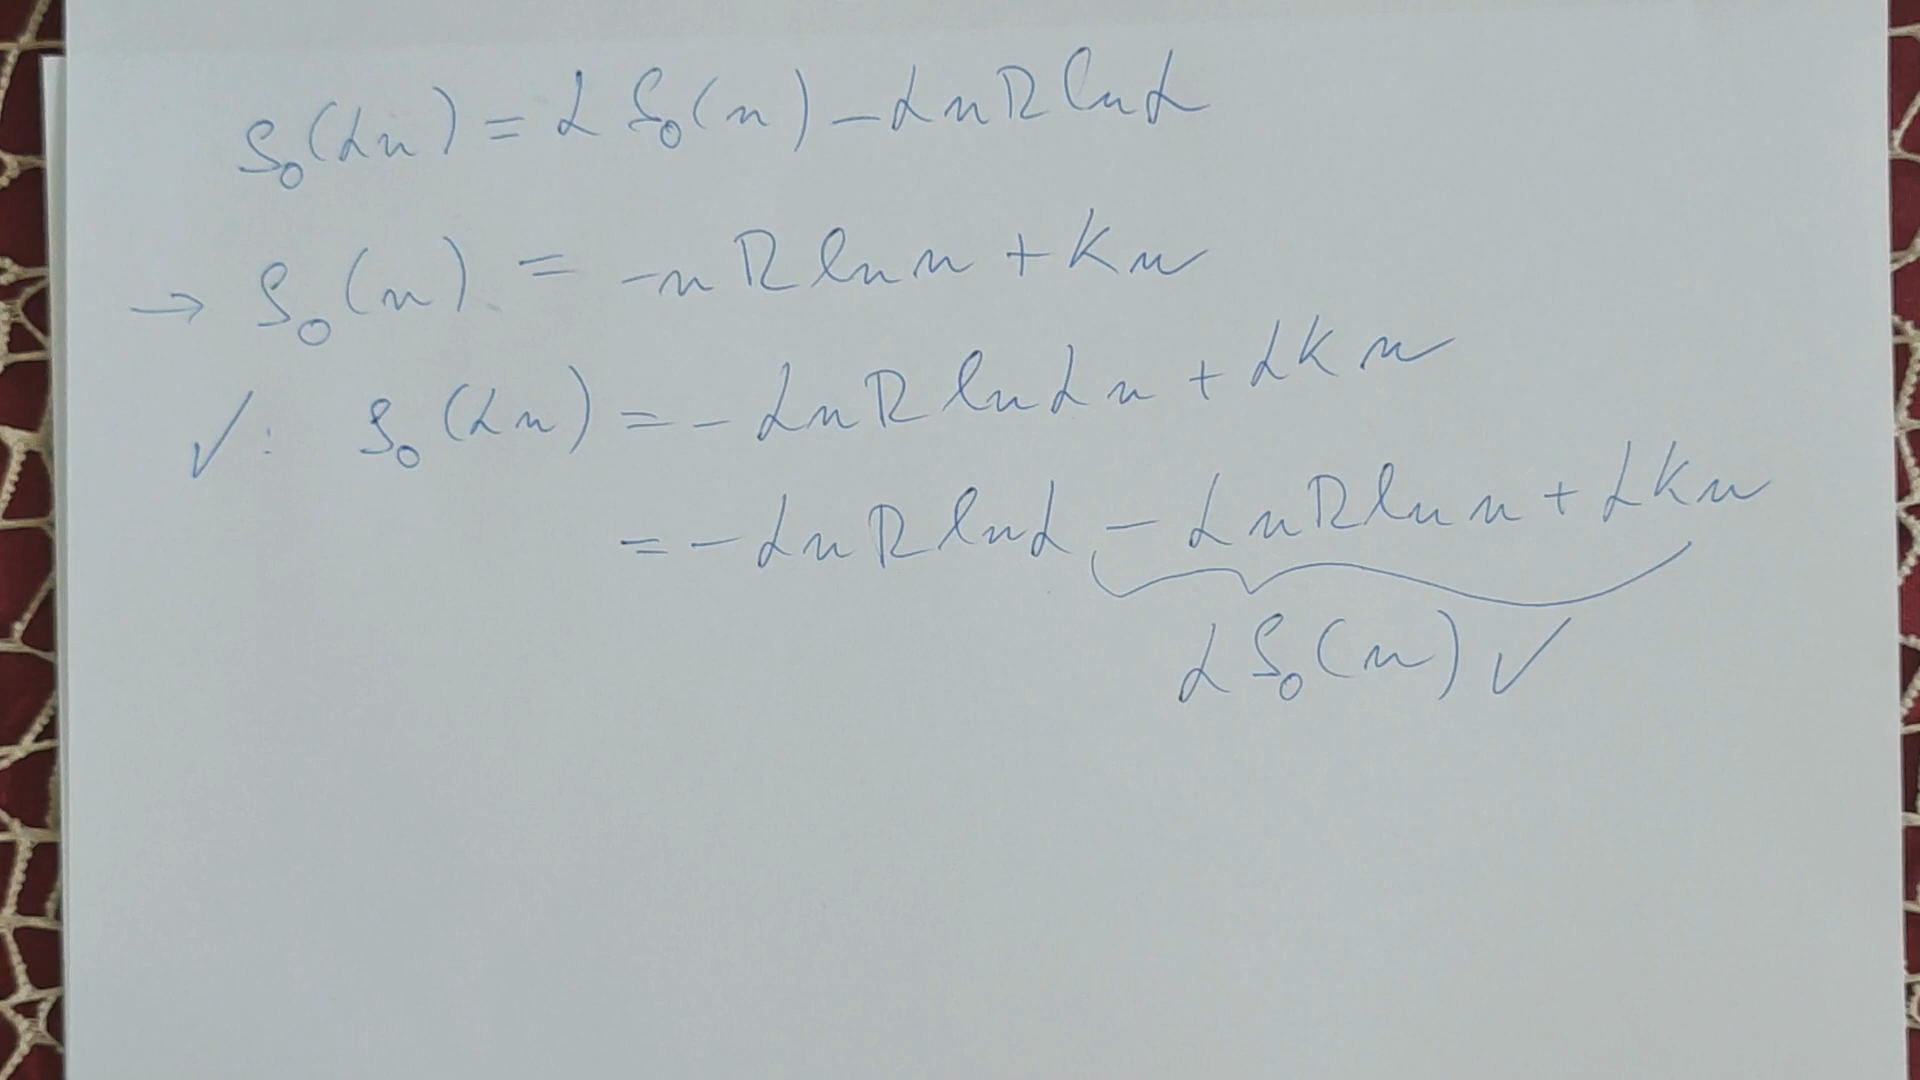 S₀(αn) = α S₀(n) - αnR ln α
→ S₀(n) = -nR ln n + kn
✓: S₀(αn) = - αnR ln αn + αkn
= - αnR ln α - αnR ln n + αkn
α S₀(n) ✓